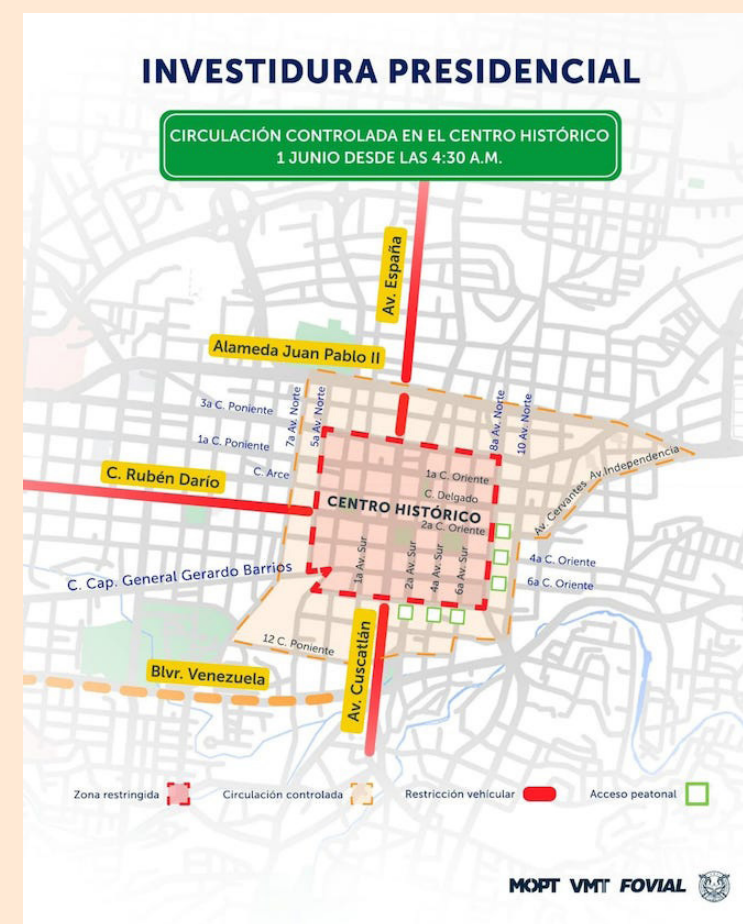 INVESTIDURA PRESIDENCIAL
CIRCULACIÓN CONTROLADA EN EL CENTRO HISTÓRICO
1 JUNIO DESDE LAS 4:30 A.M.
Av. España
Alameda Juan Pablo II
3a C. Poniente
7a Av. Norte
5a Av. Norte
8a Av. Norte
10 Av. Norte
1a C. Poniente
C. Arce
C. Rubén Darío
1a C. Oriente
C. Delgado
CENTRO HISTÓRICO
2a C. Oriente
Av. Independencia
Av. Cervantes
1a Av. Sur
2a Av. Sur
4a Av. Sur
6a Av. Sur
4a C. Oriente
6a C. Oriente
C. Cap. General Gerardo Barrios
12 C. Poniente
Av. Cuscatlán
Blvr. Venezuela
Zona restringida
Circulación controlada
Restricción vehícular
Acceso peatonal
MOPT VMT FOVIAL